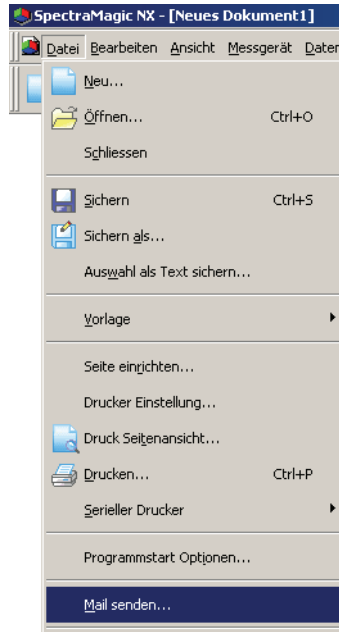 SpectraMagic NX - [Neues Dokument1]
Datei Bearbeiten Ansicht Messgerät Daten
Neu...
Öffnen... Ctrl+O
Schliessen
Sichern Ctrl+S
Sichern als...
Auswahl als Text sichern...
Vorlage
Seite einrichten...
Drucker Einstellung...
Druck Seitenansicht...
Drucken... Ctrl+P
Serieller Drucker
Programmstart Optionen...
Mail senden...